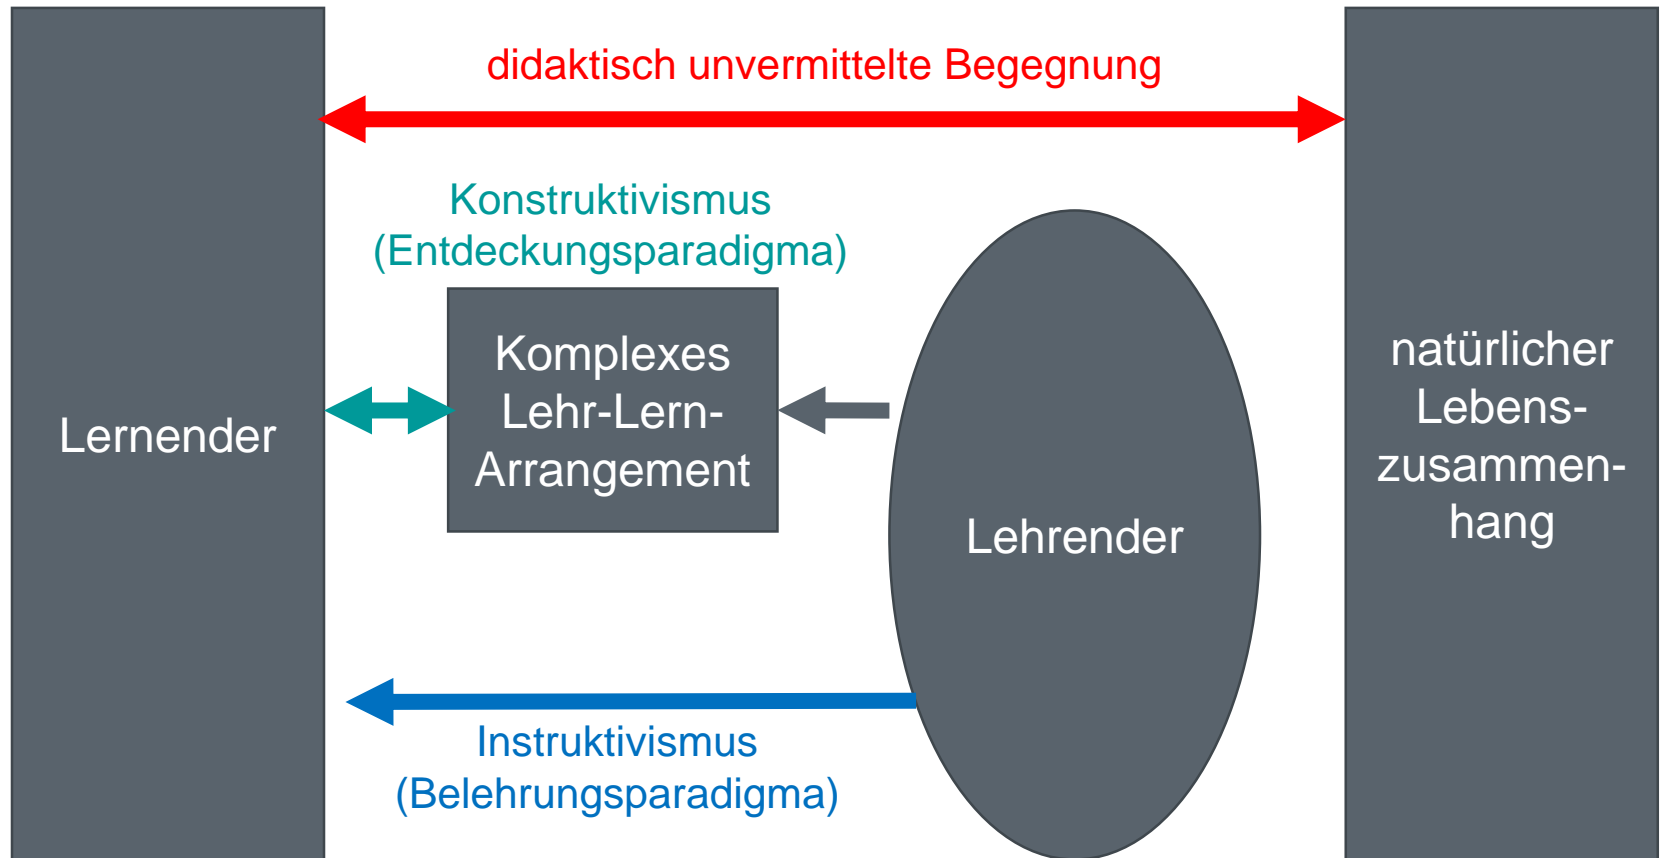 didaktisch unvermittelte Begegnung
Konstruktivismus
(Entdeckungsparadigma)
Lernender
Komplexes
Lehr-Lern-
Arrangement
Lehrender
natürlicher
Lebens-
zusammen-
hang
Instruktivismus
(Belehrungsparadigma)